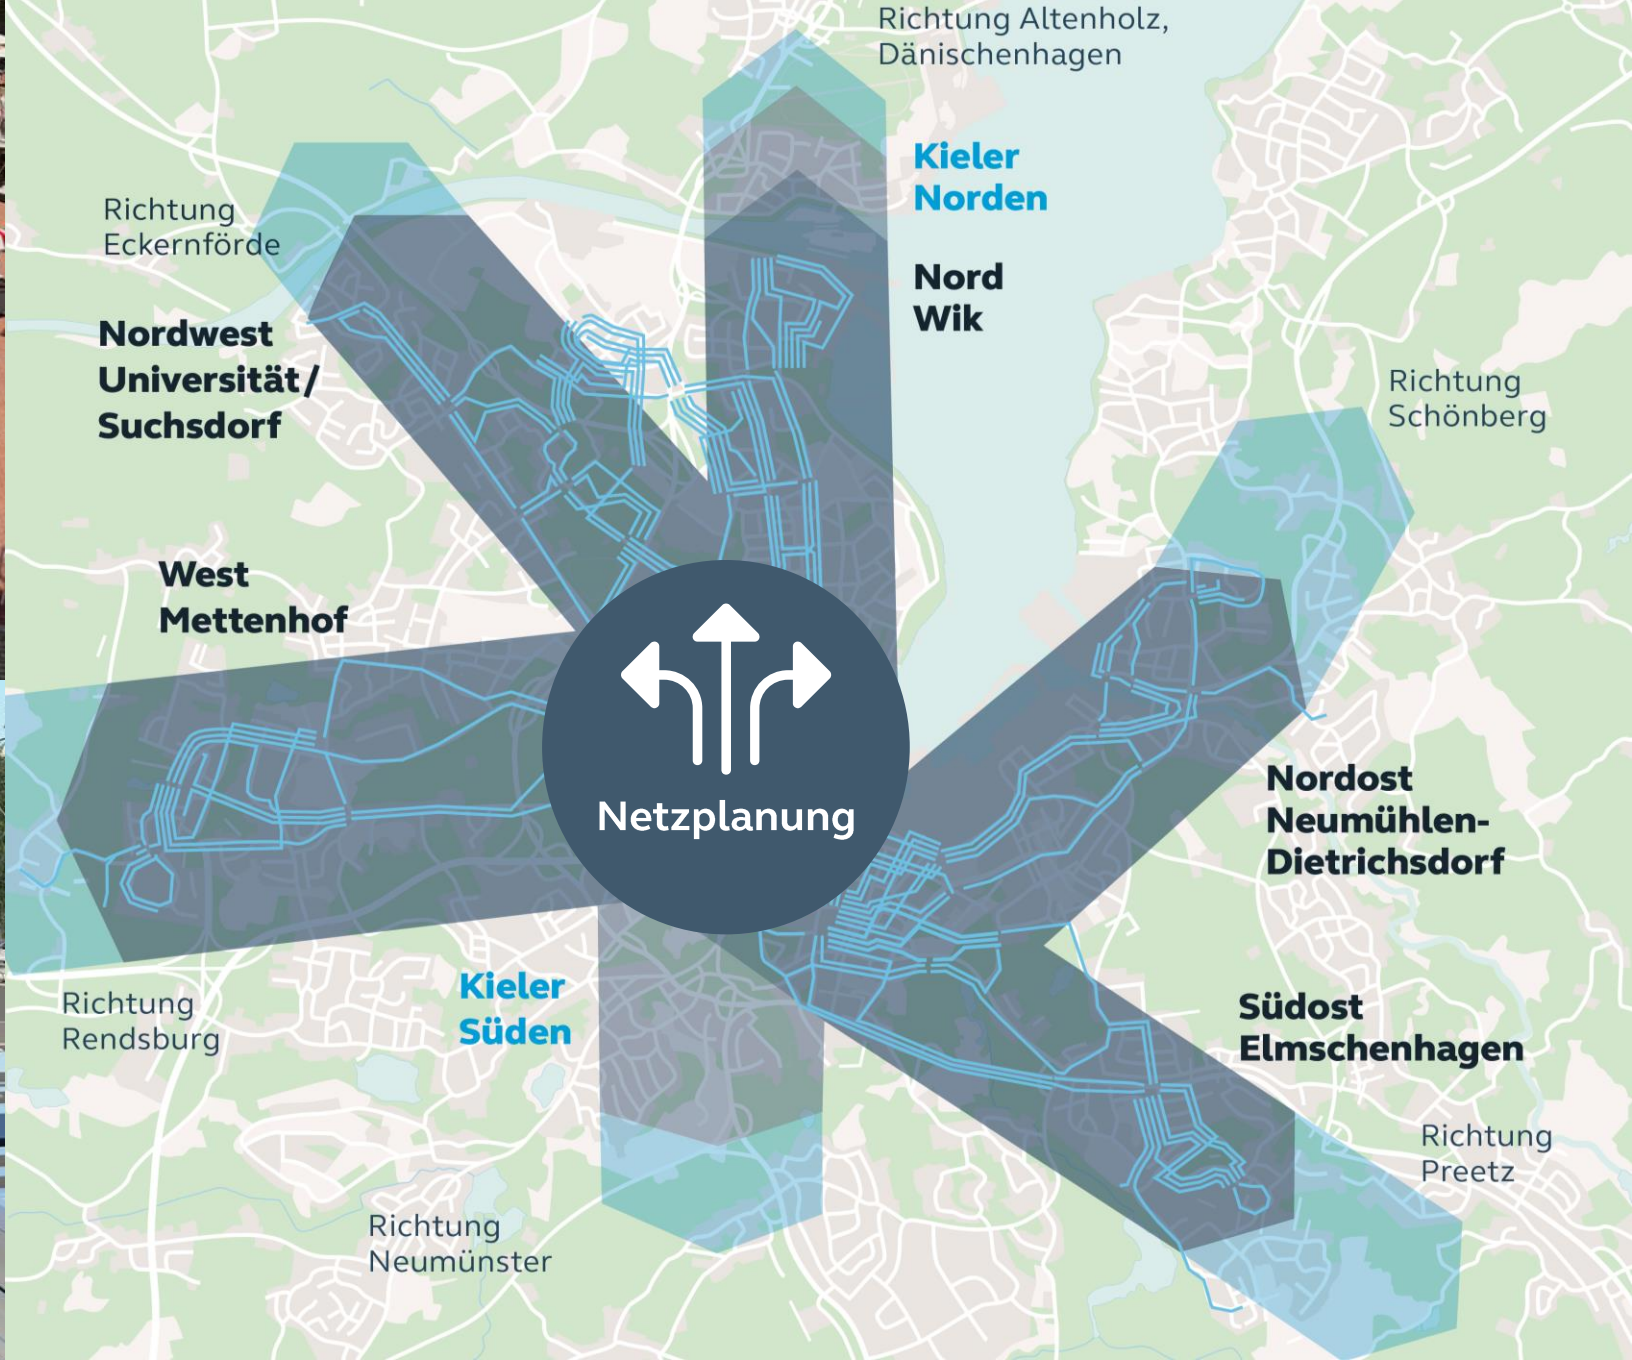 Richtung Altenholz,
Dänischenhagen
Kieler
Norden
Nord
Wik
Richtung
Eckernförde
Nordwest
Universität/
Suchsdorf
Richtung
Schönberg
West
Mettenhof
Netzplanung
Nordost
Neumühlen-
Dietrichsdorf
Kieler
Süden
Richtung
Rendsburg
Südost
Elmschenhagen
Richtung
Preetz
Richtung
Neumünster